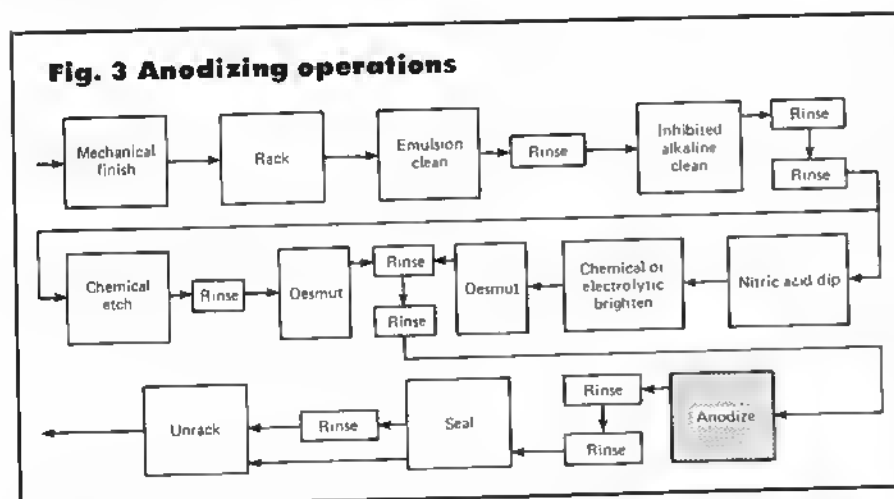 Fig. 3 Anodizing operations
Mechanical
finish
Rack
Emulsion
clean
Rinse
Inhibited
alkaline
clean
Rinse
Rinse
Chemical
etch
Rinse
Desmut
Rinse
Rinse
Desmut
Chemical or
electrolytic
brighten
Nitric acid dip
Unrack
Rinse
Seal
Rinse
Rinse
Anodize